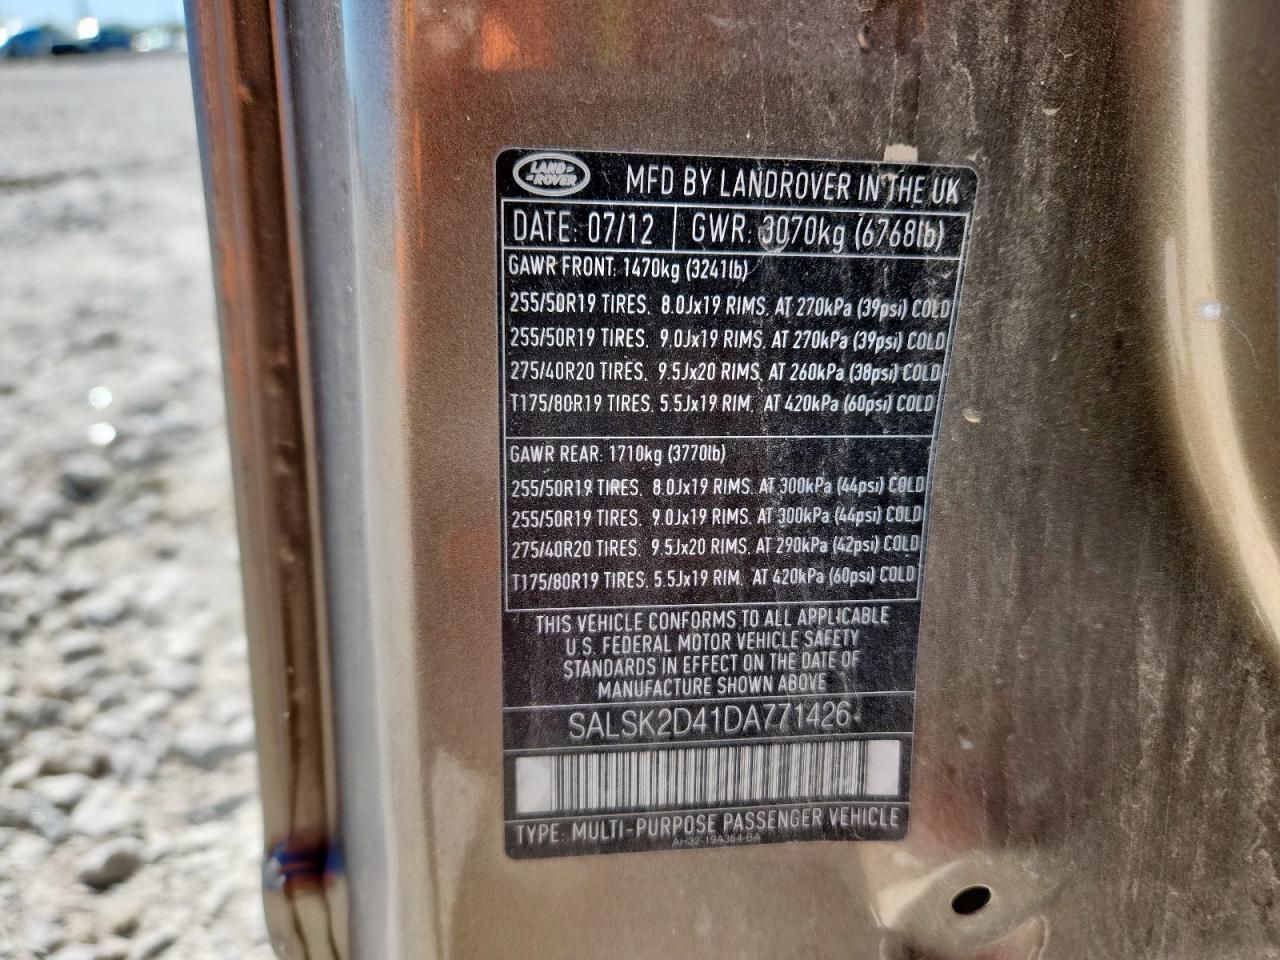 LAND ROVER
MFD BY LANDROVER IN THE UK
DATE: 07/12 GWR: 3070kg (6768lb)
GAWR FRONT: 1470kg (3241lb)
255/50R19 TIRES, 8.0Jx19 RIMS, AT 270kPa (39psi) COLD
255/50R19 TIRES, 9.0Jx19 RIMS, AT 270kPa (39psi) COLD
275/40R20 TIRES, 9.5Jx20 RIMS, AT 260kPa (38psi) COLD
T175/80R19 TIRES, 5.5Jx19 RIM, AT 420kPa (60psi) COLD
GAWR REAR: 1710kg (3770lb)
255/50R19 TIRES, 8.0Jx19 RIMS, AT 300kPa (44psi) COLD
255/50R19 TIRES, 9.0Jx19 RIMS, AT 300kPa (44psi) COLD
275/40R20 TIRES, 9.5Jx20 RIMS, AT 290kPa (42psi) COLD
T175/80R19 TIRES, 5.5Jx19 RIM, AT 420kPa (60psi) COLD
THIS VEHICLE CONFORMS TO ALL APPLICABLE
U.S. FEDERAL MOTOR VEHICLE SAFETY
STANDARDS IN EFFECT ON THE DATE OF
MANUFACTURE SHOWN ABOVE
SALSK2D41DA771426
TYPE: MULTI-PURPOSE PASSENGER VEHICLE
AH32-19A354-BA